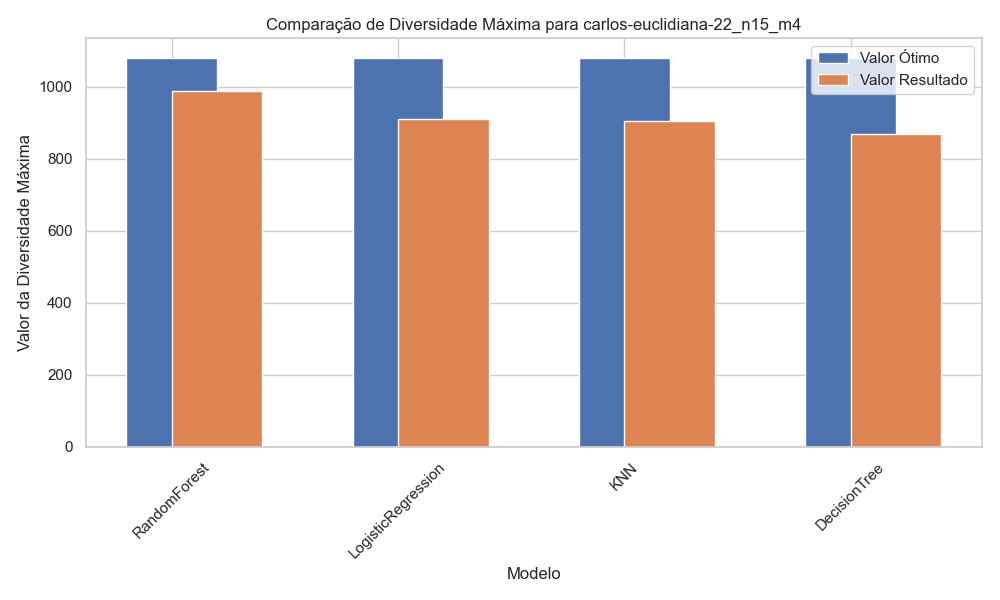 Comparação de Diversidade Máxima para carlos-euclidiana-22_n15_m4
Valor Ótimo
Valor Resultado
Valor da Diversidade Máxima
1000
800
600
400
200
0
RandomForest
LogisticRegression
KNN
DecisionTree
Modelo